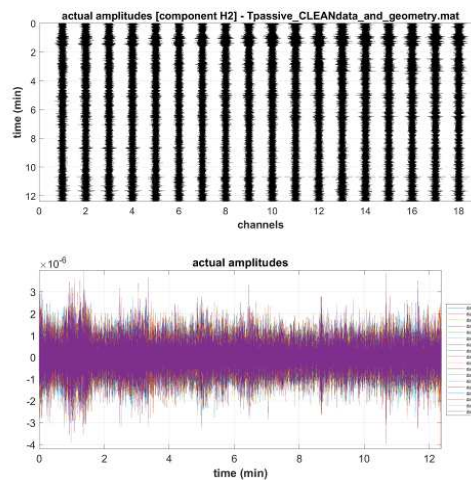 actual amplitudes [component H2] - Tpassive_CLEANdata_and_geometry.mat
0
2
4
6
8
10
12
time (min)
0 2 4 6 8 10 12 14 16 18
channels
actual amplitudes
×10⁻⁶
3
2
1
0
-1
-2
-3
-4
0 2 4 6 8 10 12
time (min)